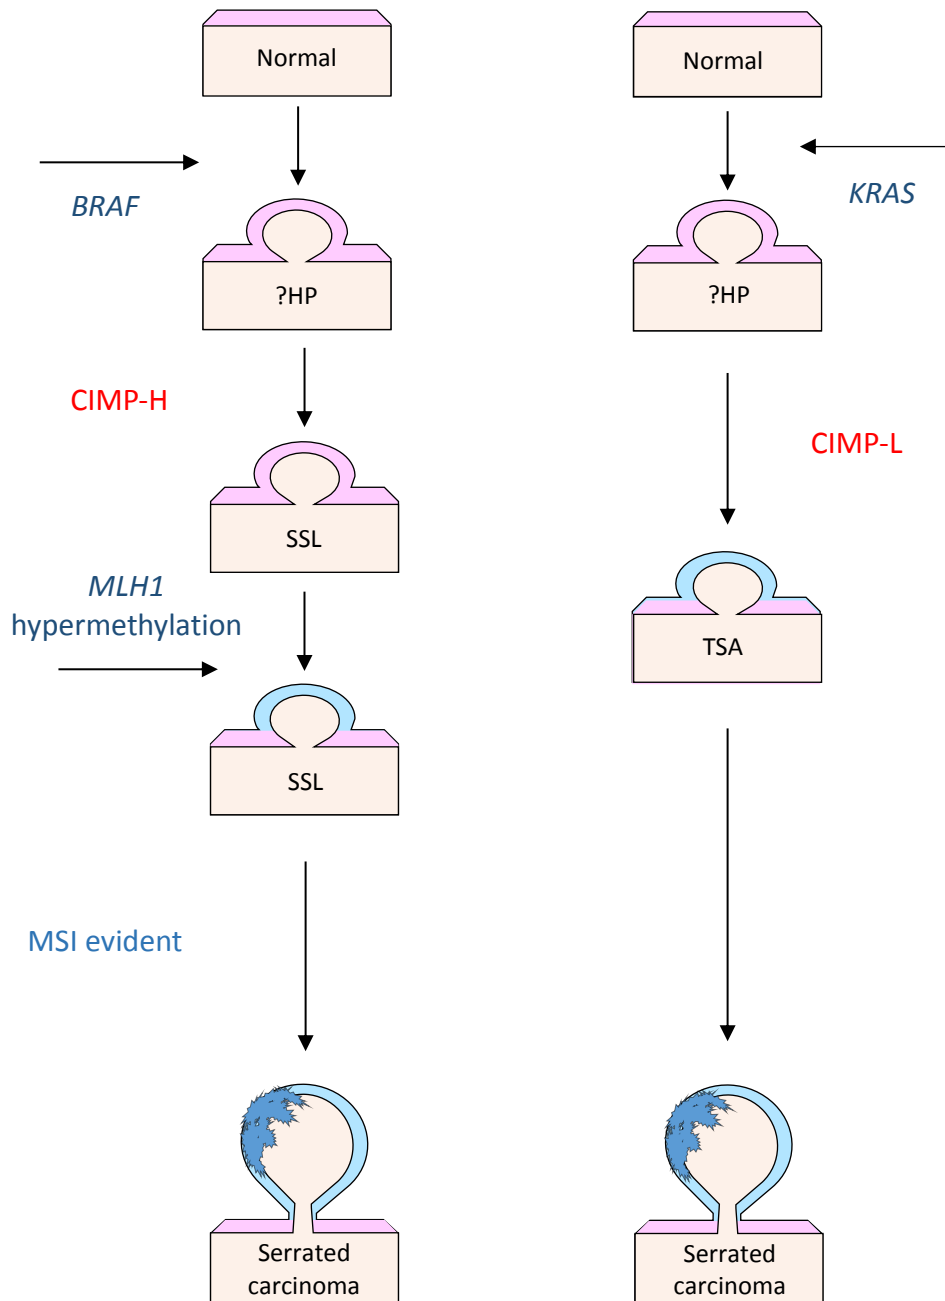 Normal
BRAF
?HP
CIMP-H
SSL
MLH1
hypermethylation
SSL
MSI evident
Serrated
carcinoma
Normal
KRAS
?HP
CIMP-L
TSA
Serrated
carcinoma